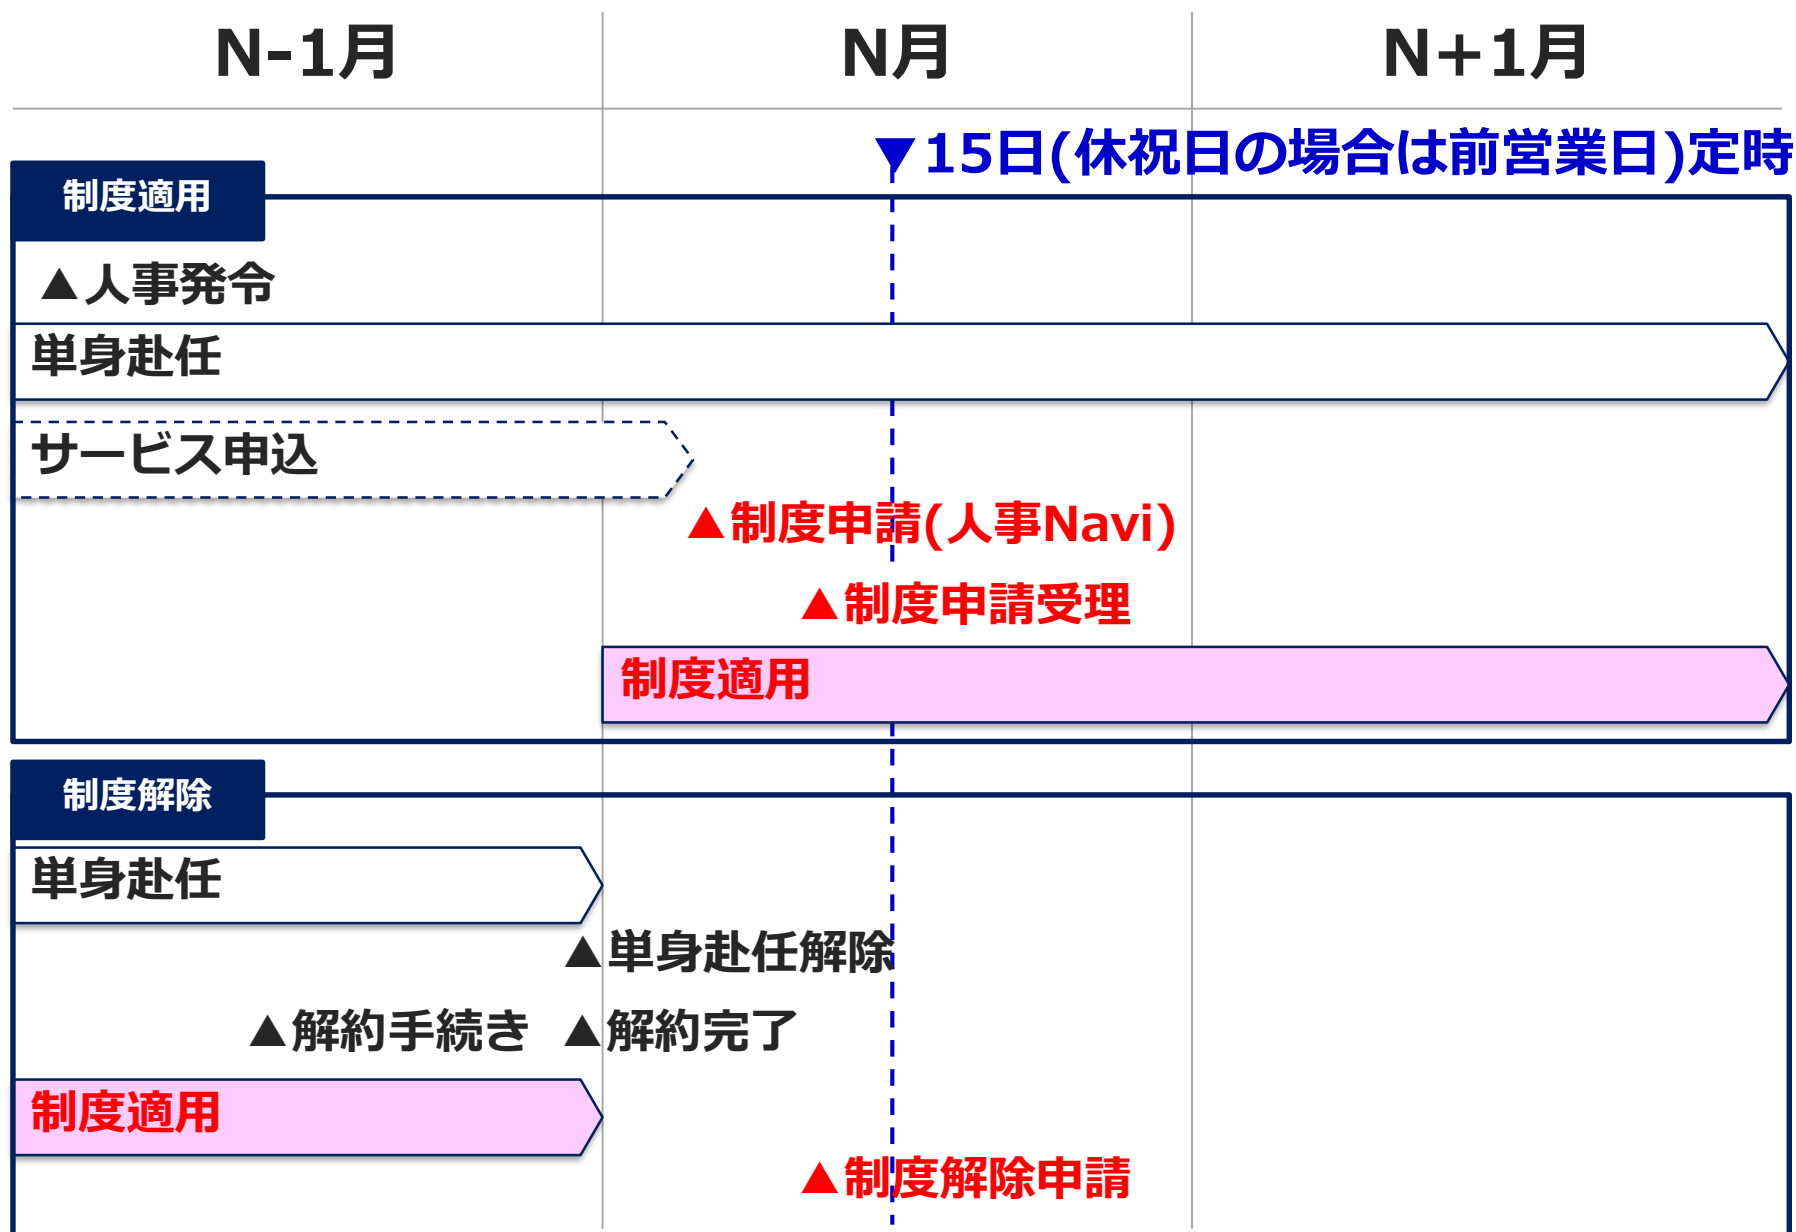 N-1月
N月
N+1月
▼15日(休祝日の場合は前営業日)定時
制度適用
▲人事発令
単身赴任
サービス申込
▲制度申請(人事Navi)
▲制度申請受理
制度適用
制度解除
単身赴任
▲単身赴任解除
▲解約手続き ▲解約完了
制度適用
▲制度解除申請